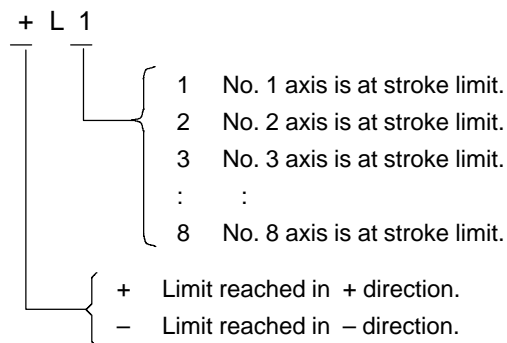 + L 1
1 No. 1 axis is at stroke limit.
2 No. 2 axis is at stroke limit.
3 No. 3 axis is at stroke limit.
: :
8 No. 8 axis is at stroke limit.
+ Limit reached in + direction.
– Limit reached in – direction.